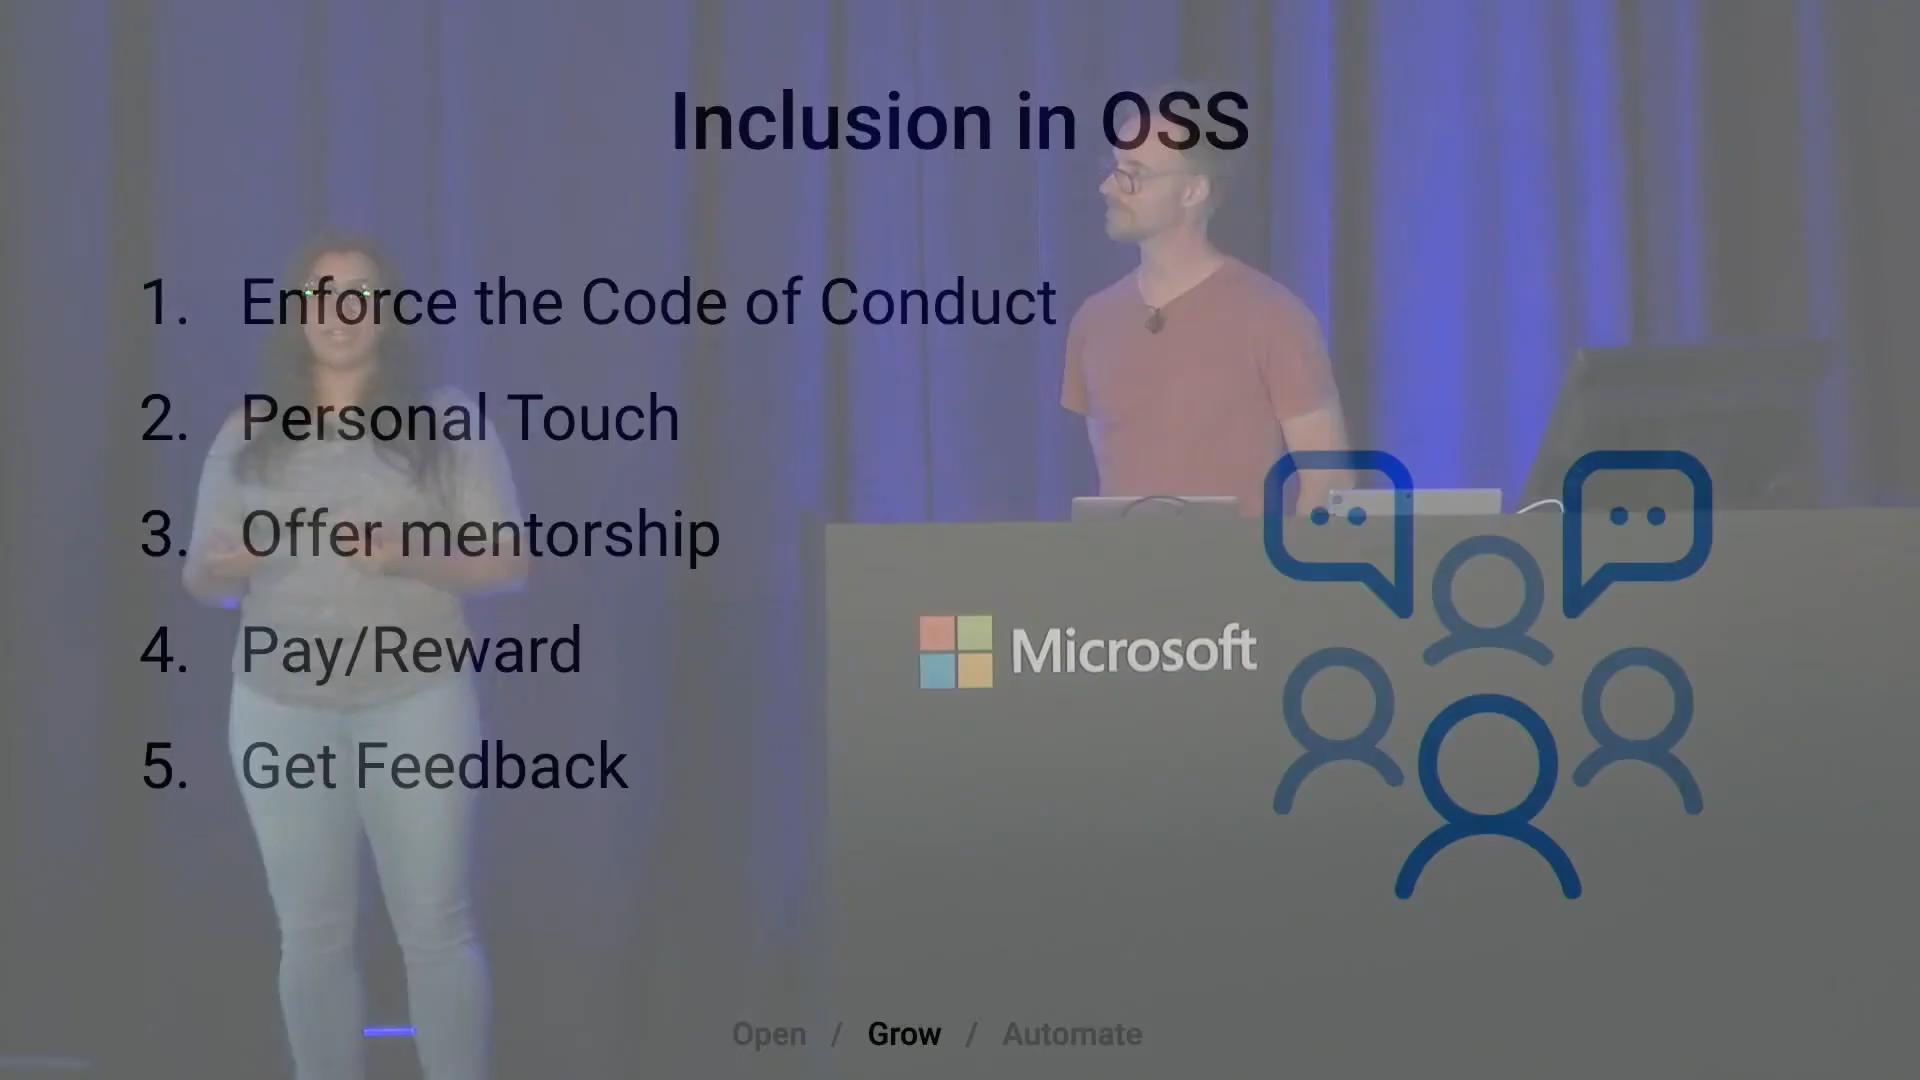 Inclusion in OSS
1. Enforce the Code of Conduct
2. Personal Touch
3. Offer mentorship
4. Pay/Reward
5. Get Feedback
Microsoft
Open / Grow / Automate